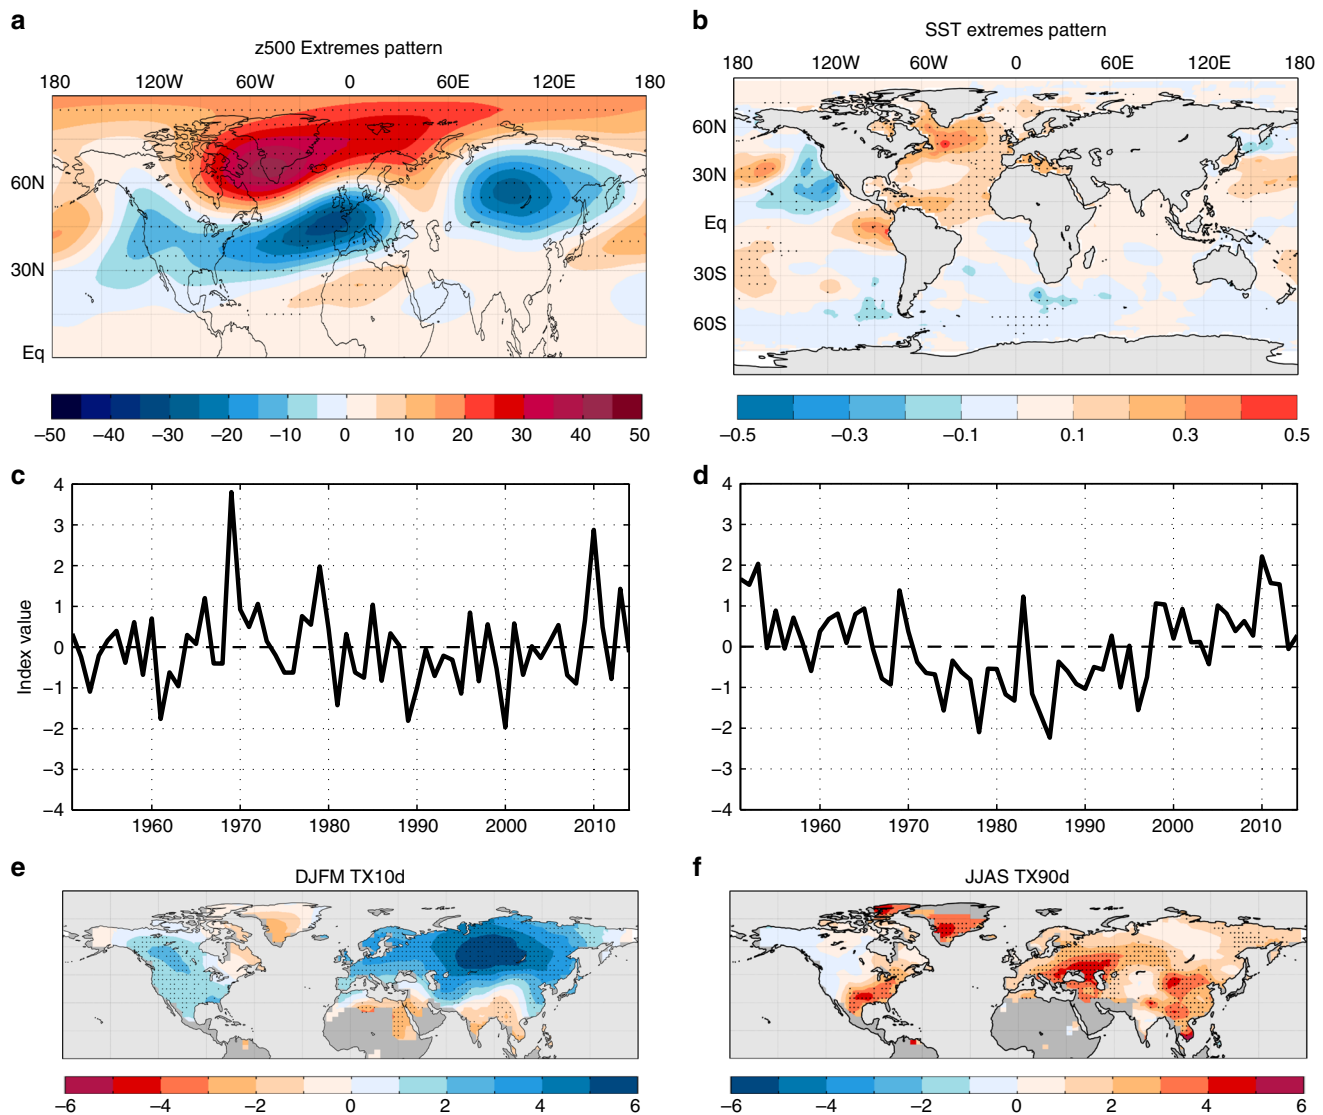 a
z500 Extremes pattern
180 120W 60W 0 60E 120E 180
60N
30N
Eq
−50 −40 −30 −20 −10 0 10 20 30 40 50
b
SST extremes pattern
180 120W 60W 0 60E 120E 180
60N
30N
Eq
30S
60S
−0.5 −0.3 −0.1 0.1 0.3 0.5
c
Index value
4
3
2
1
0
−1
−2
−3
−4
1960 1970 1980 1990 2000 2010
d
4
3
2
1
0
−1
−2
−3
−4
1960 1970 1980 1990 2000 2010
e
DJFM TX10d
−6 −4 −2 0 2 4 6
f
JJAS TX90d
−6 −4 −2 0 2 4 6